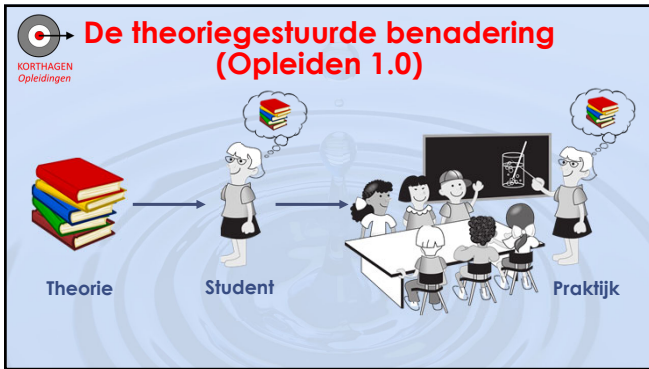 De theoriegestuurde benadering
(Opleiden 1.0)
KORTHAGEN
Opleidingen
Theorie
Student
Praktijk